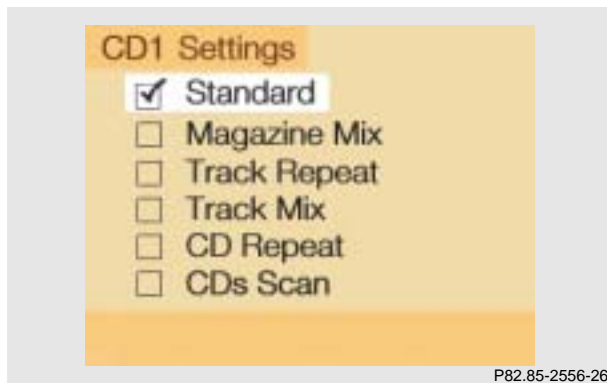 CD1 Settings
Standard
Magazine Mix
Track Repeat
Track Mix
CD Repeat
CDs Scan
P82.85-2556-26